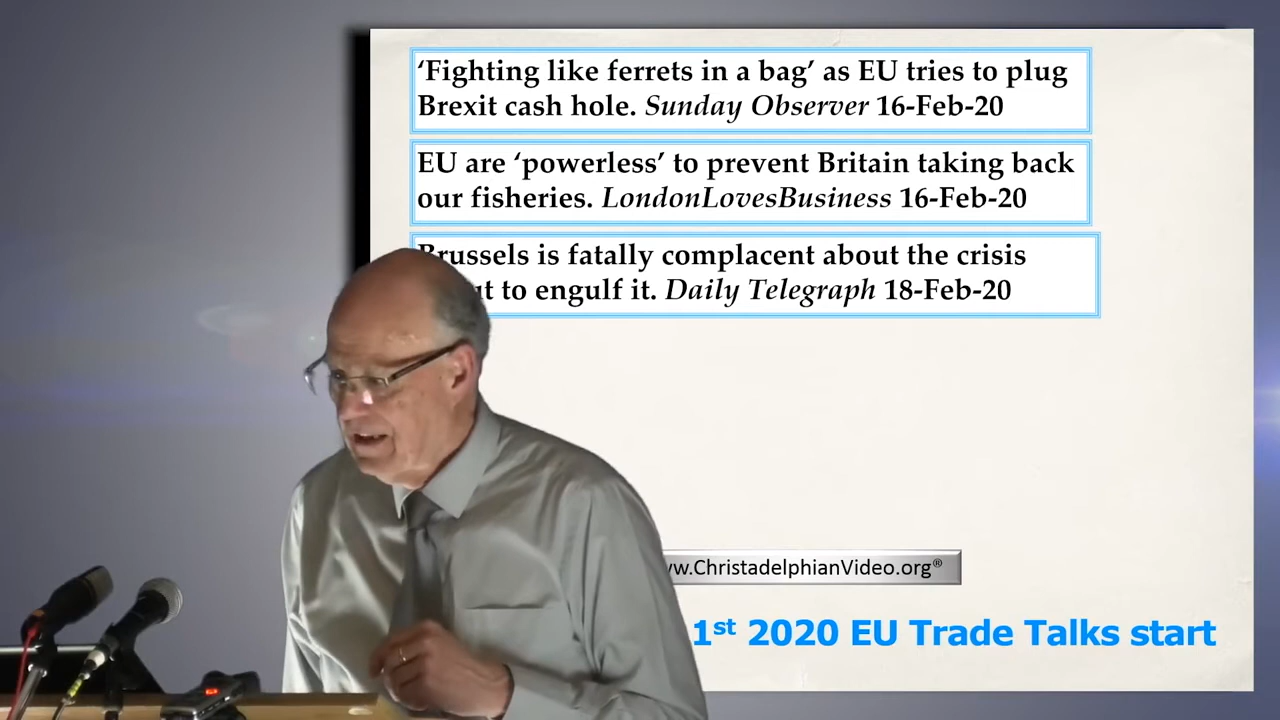 ‘Fighting like ferrets in a bag’ as EU tries to plug
Brexit cash hole. Sunday Observer 16-Feb-20
EU are ‘powerless’ to prevent Britain taking back
our fisheries. LondonLovesBusiness 16-Feb-20
Brussels is fatally complacent about the crisis
to engulf it. Daily Telegraph 18-Feb-20
ww.ChristadelphianVideo.org®
1st 2020 EU Trade Talks start